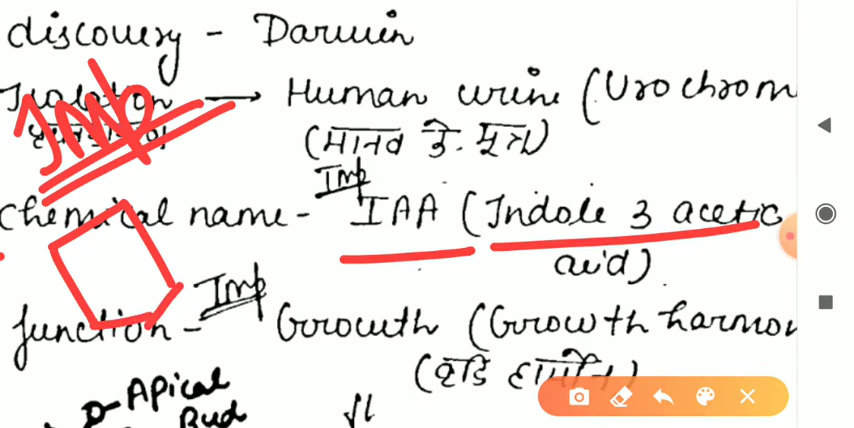 discovery - Darwin
Isolation → Human urine (Urochrom
Imp
(मानव के मूत्र)
Imp
Chemical name - IAA (Indole 3 acetic
acid)
function - Imp Growth (Growth harmon
(वृद्धि हार्मोन)
D- Apical
Bud